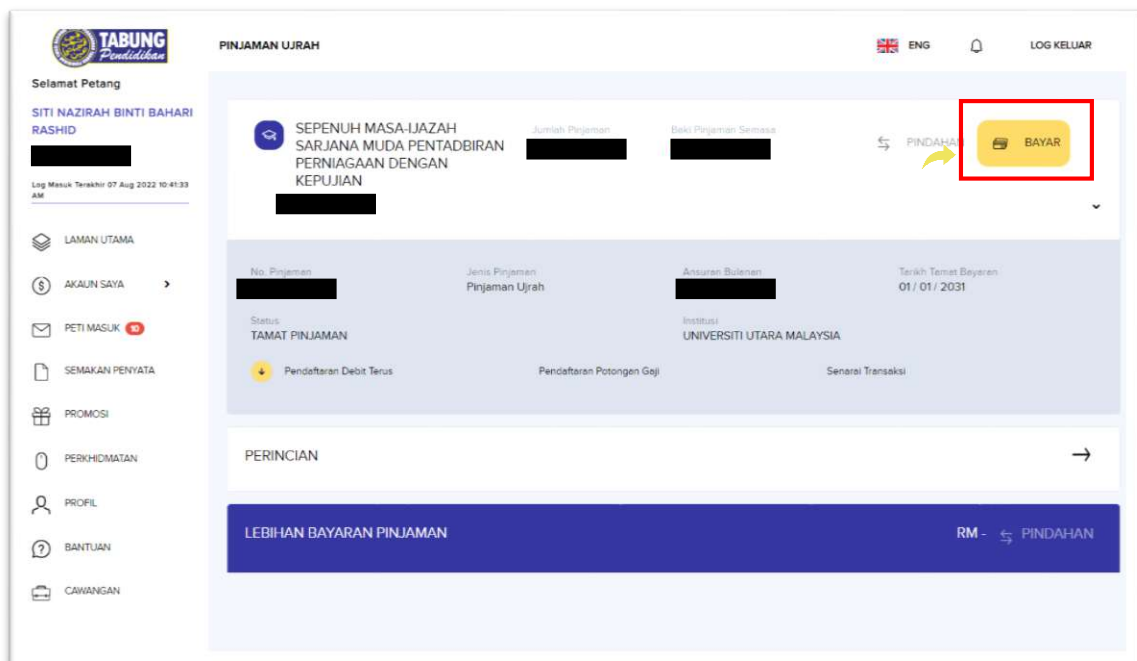 TABUNG
Pendidikan
PINJAMAN UJRAH
ENG
LOG KELUAR
Selamat Petang
SITI NAZIRAH BINTI BAHARI
RASHID
Log Masuk Terakhir 07 Aug 2022 10:41:33
AM
LAMAN UTAMA
AKAUN SAYA
PETI MASUK 10
SEMAKAN PENYATA
PROMOSI
PERKHIDMATAN
PROFIL
BANTUAN
CAWANGAN
SEPENUH MASA-IJAZAH
SARJANA MUDA PENTADBIRAN
PERNIAGAAN DENGAN
KEPUJIAN
Jumlah Pinjaman
Baki Pinjaman Semasa
PINDAHAN
BAYAR
No. Pinjaman
Jenis Pinjaman
Pinjaman Ujrah
Ansuran Bulanan
Tarikh Tamat Bayaran
01 / 01 / 2031
Status
TAMAT PINJAMAN
Institusi
UNIVERSITI UTARA MALAYSIA
Pendaftaran Debit Terus
Pendaftaran Potongan Gaji
Senarai Transaksi
PERINCIAN
LEBIHAN BAYARAN PINJAMAN
RM -
PINDAHAN